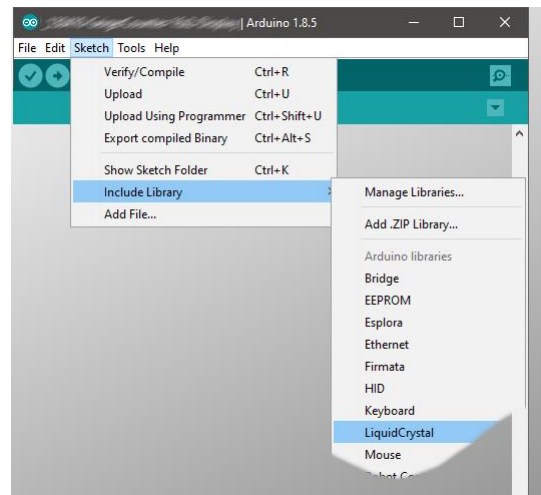 | Arduino 1.8.5
File Edit Sketch Tools Help
Verify/Compile Ctrl+R
Upload Ctrl+U
Upload Using Programmer Ctrl+Shift+U
Export compiled Binary Ctrl+Alt+S
Show Sketch Folder Ctrl+K
Include Library
Add File...
Manage Libraries...
Add .ZIP Library...
Arduino libraries
Bridge
EEPROM
Esplora
Ethernet
Firmata
HID
Keyboard
LiquidCrystal
Mouse